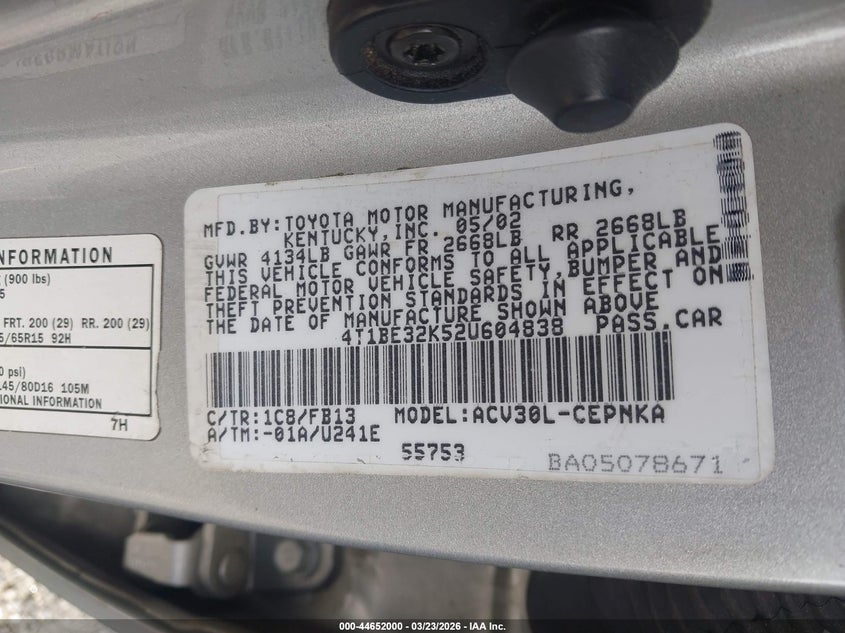 INFORMATION
(900 lbs)
5
FRT. 200 (29) RR. 200 (29)
5/65R15 92H
0 psi)
145/80D16 105M
IONAL INFORMATION
7H
MFD.BY:TOYOTA MOTOR MANUFACTURING,
KENTUCKY,INC. 05/02
GVWR 4134LB GAWR FR 2668LB RR 2668LB
THIS VEHICLE CONFORMS TO ALL APPLICABLE
FEDERAL MOTOR VEHICLE SAFETY,BUMPER AND
THEFT PREVENTION STANDARDS IN EFFECT ON
THE DATE OF MANUFACTURE SHOWN ABOVE
4T1BE32K52U604838 PASS.CAR
C/TR:1C8/FB13 MODEL:ACV30L-CEPNKA
A/TM:-01A/U241E
55753
BA05078671
000-44652000 - 03/23/2026 - IAA Inc.